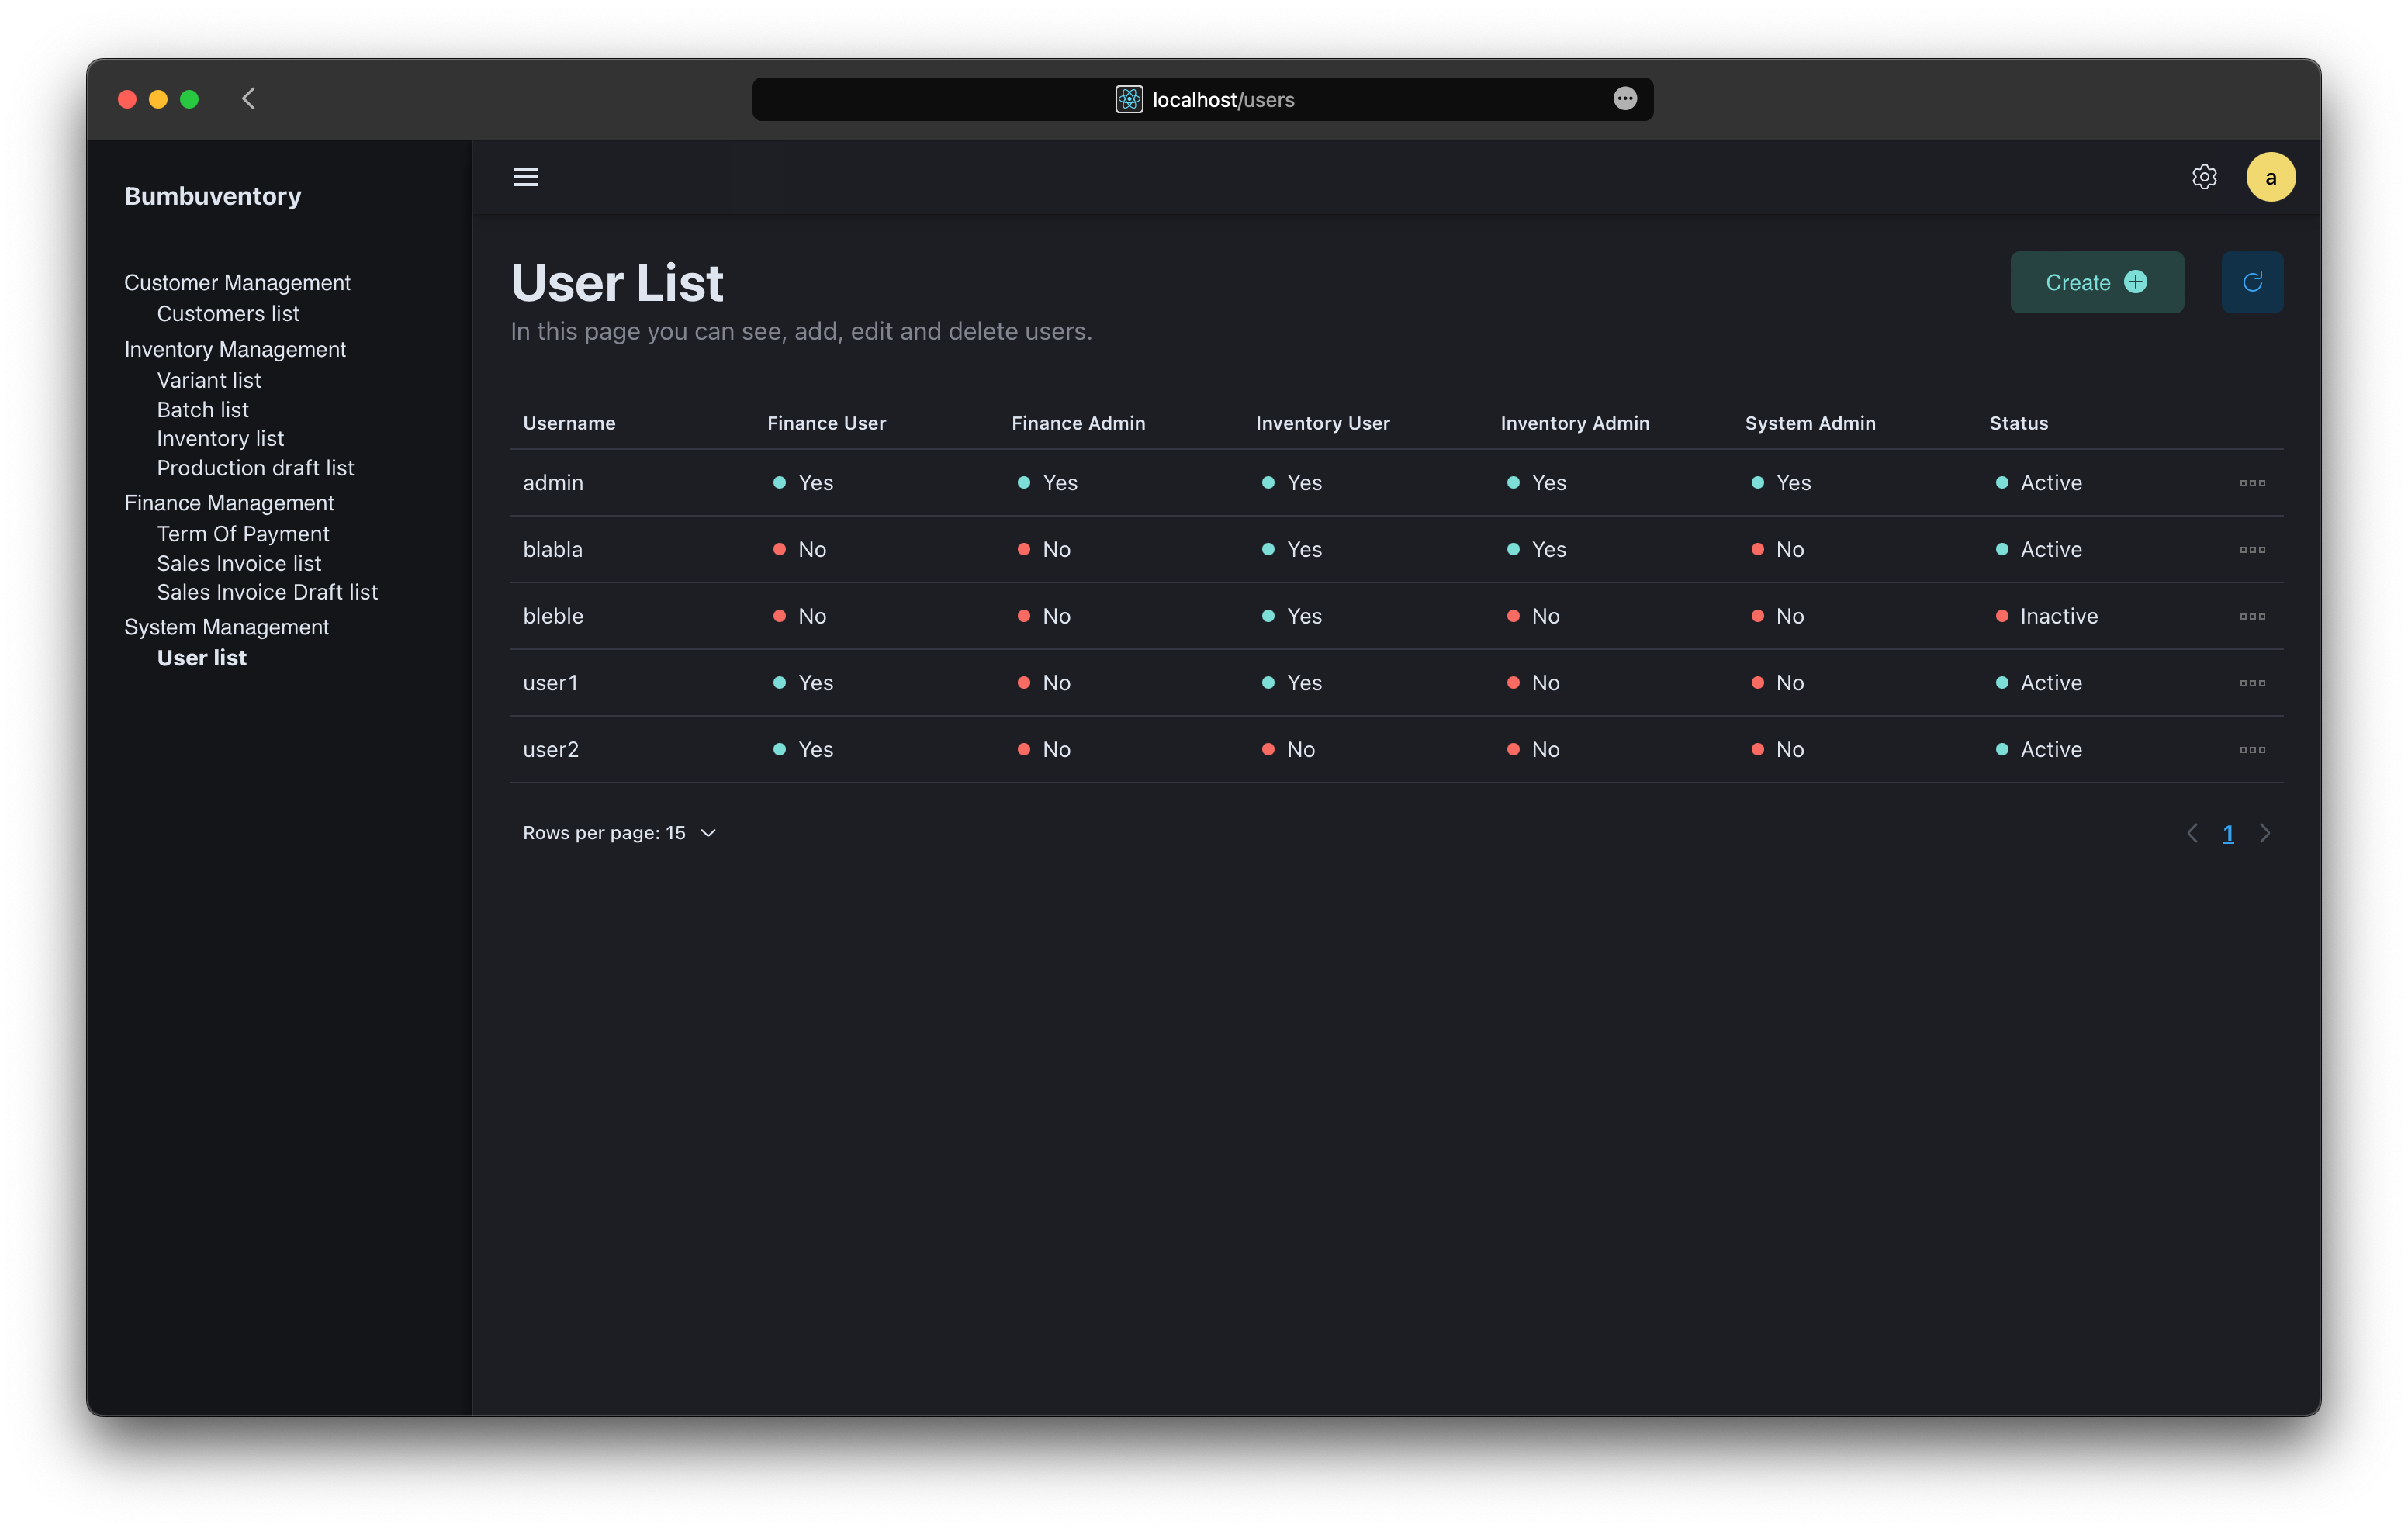 localhost/users
Bumbuventory
a
Customer Management
Customers list
Inventory Management
Variant list
Batch list
Inventory list
Production draft list
Finance Management
Term Of Payment
Sales Invoice list
Sales Invoice Draft list
System Management
User list
User List
Create
In this page you can see, add, edit and delete users.
Username Finance User Finance Admin Inventory User Inventory Admin System Admin Status
admin Yes Yes Yes Yes Yes Active
blabla No No Yes Yes No Active
bleble No No Yes No No Inactive
user1 Yes No Yes No No Active
user2 Yes No No No No Active
Rows per page: 15
1